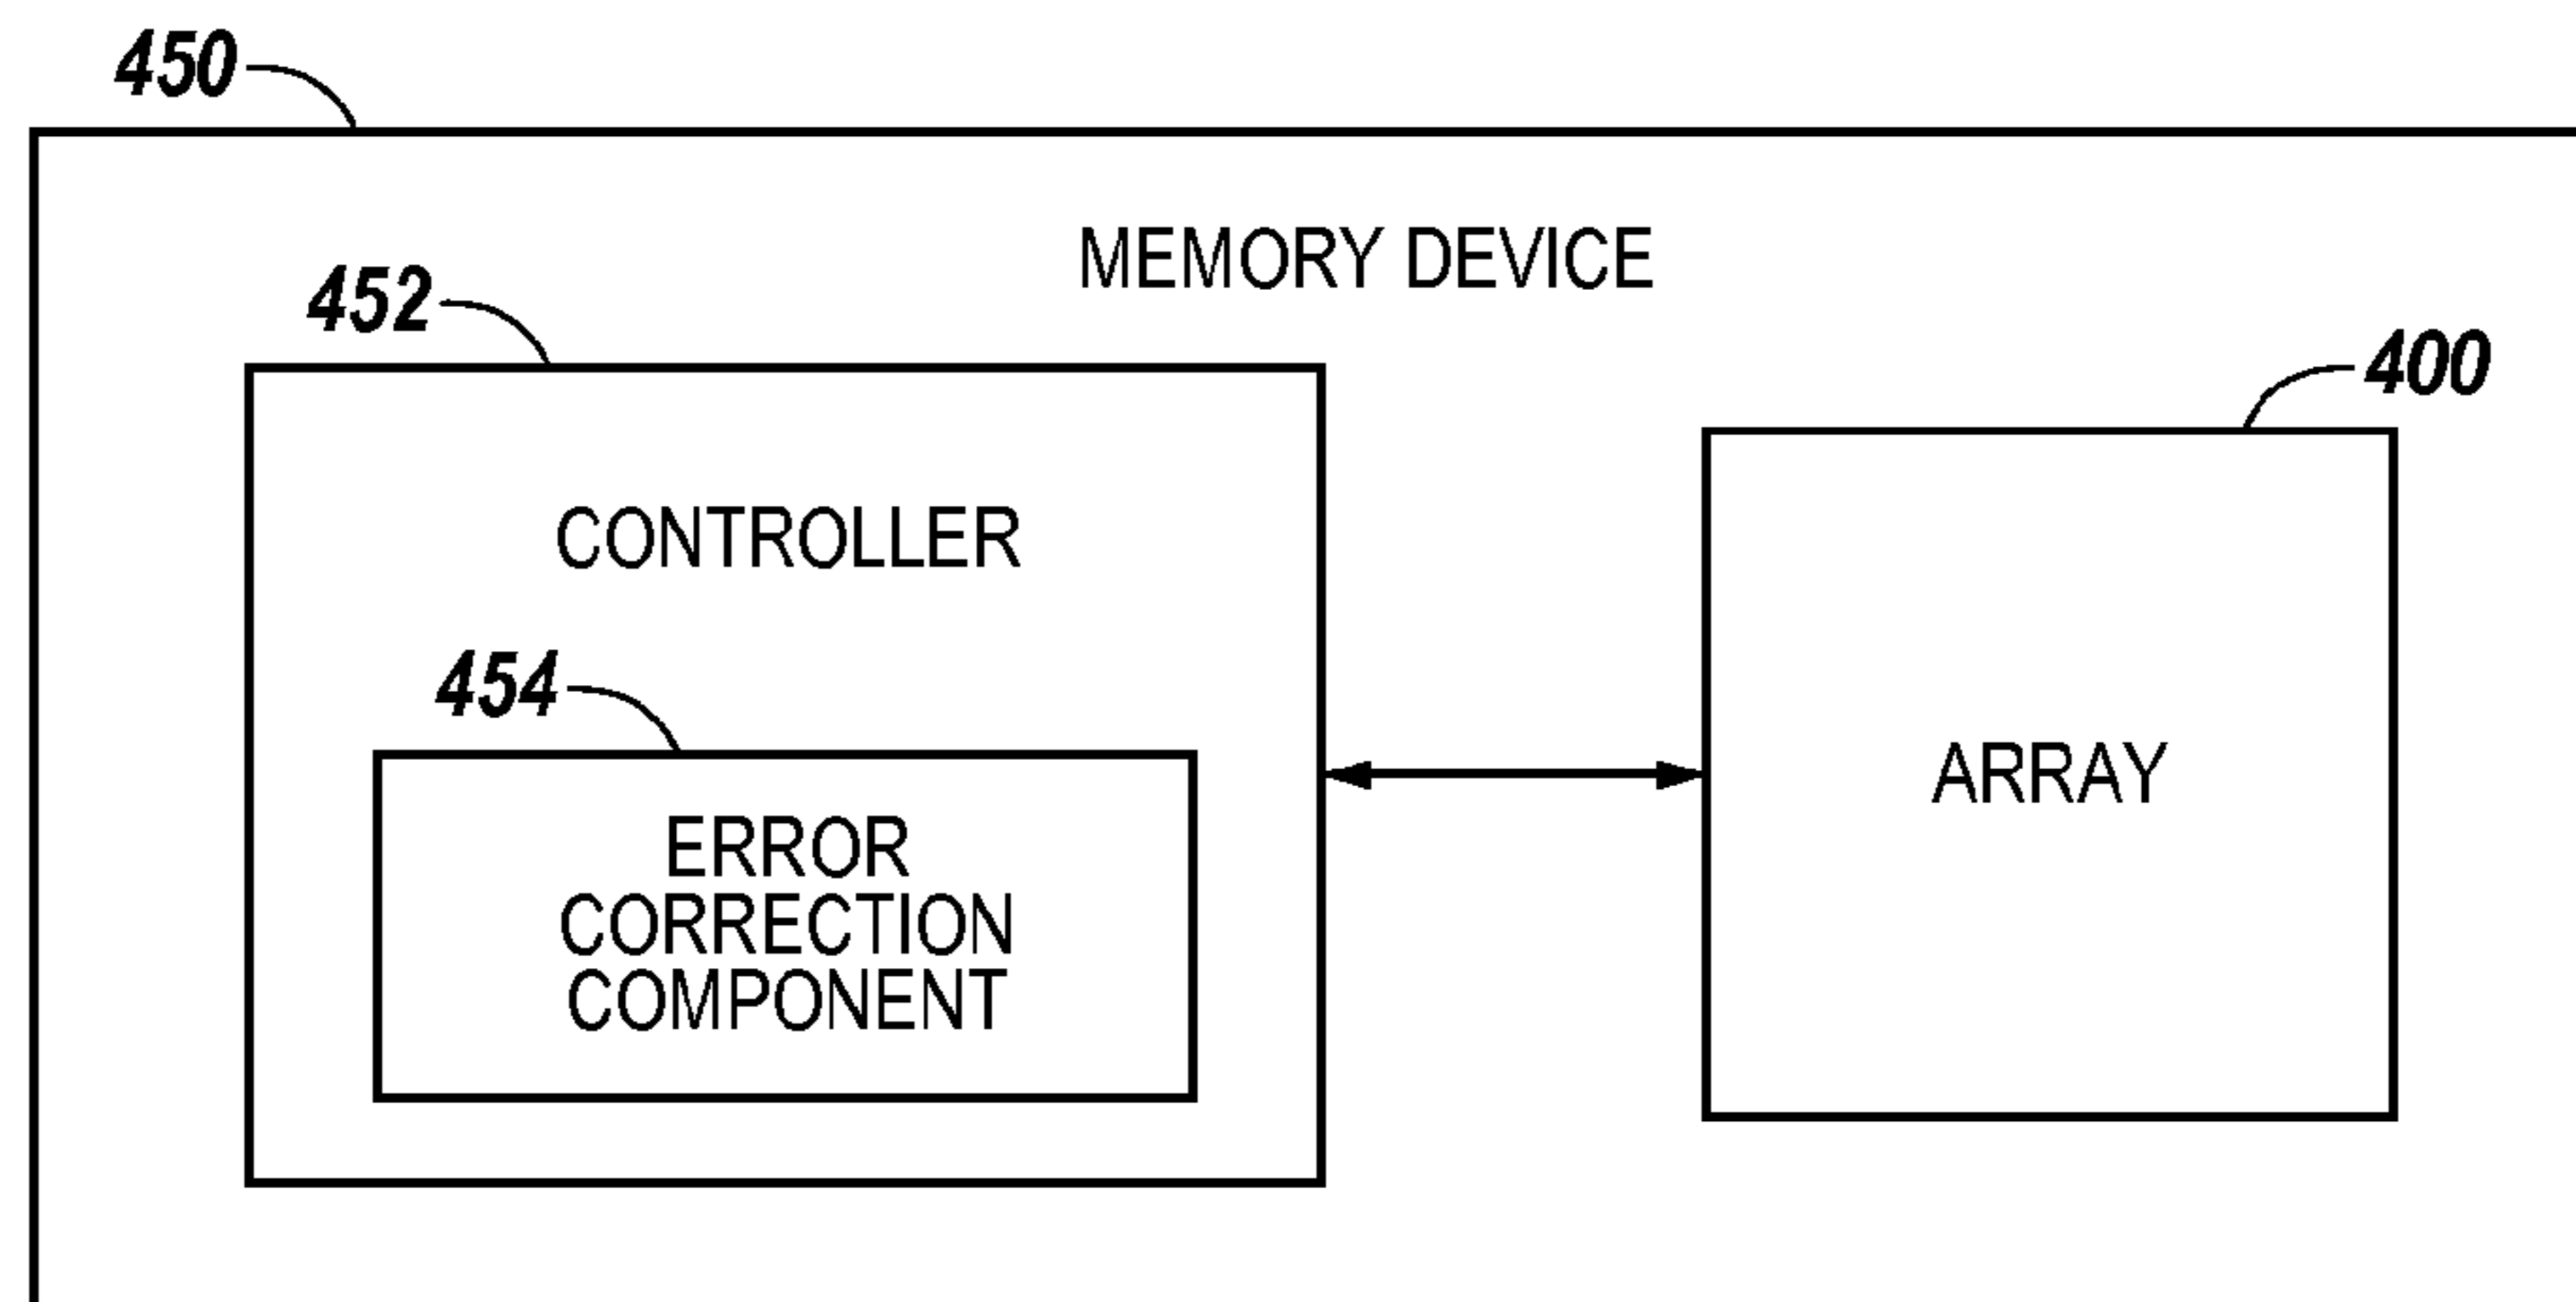 450
MEMORY DEVICE
452
400
CONTROLLER
454
ARRAY
ERROR
CORRECTION
COMPONENT